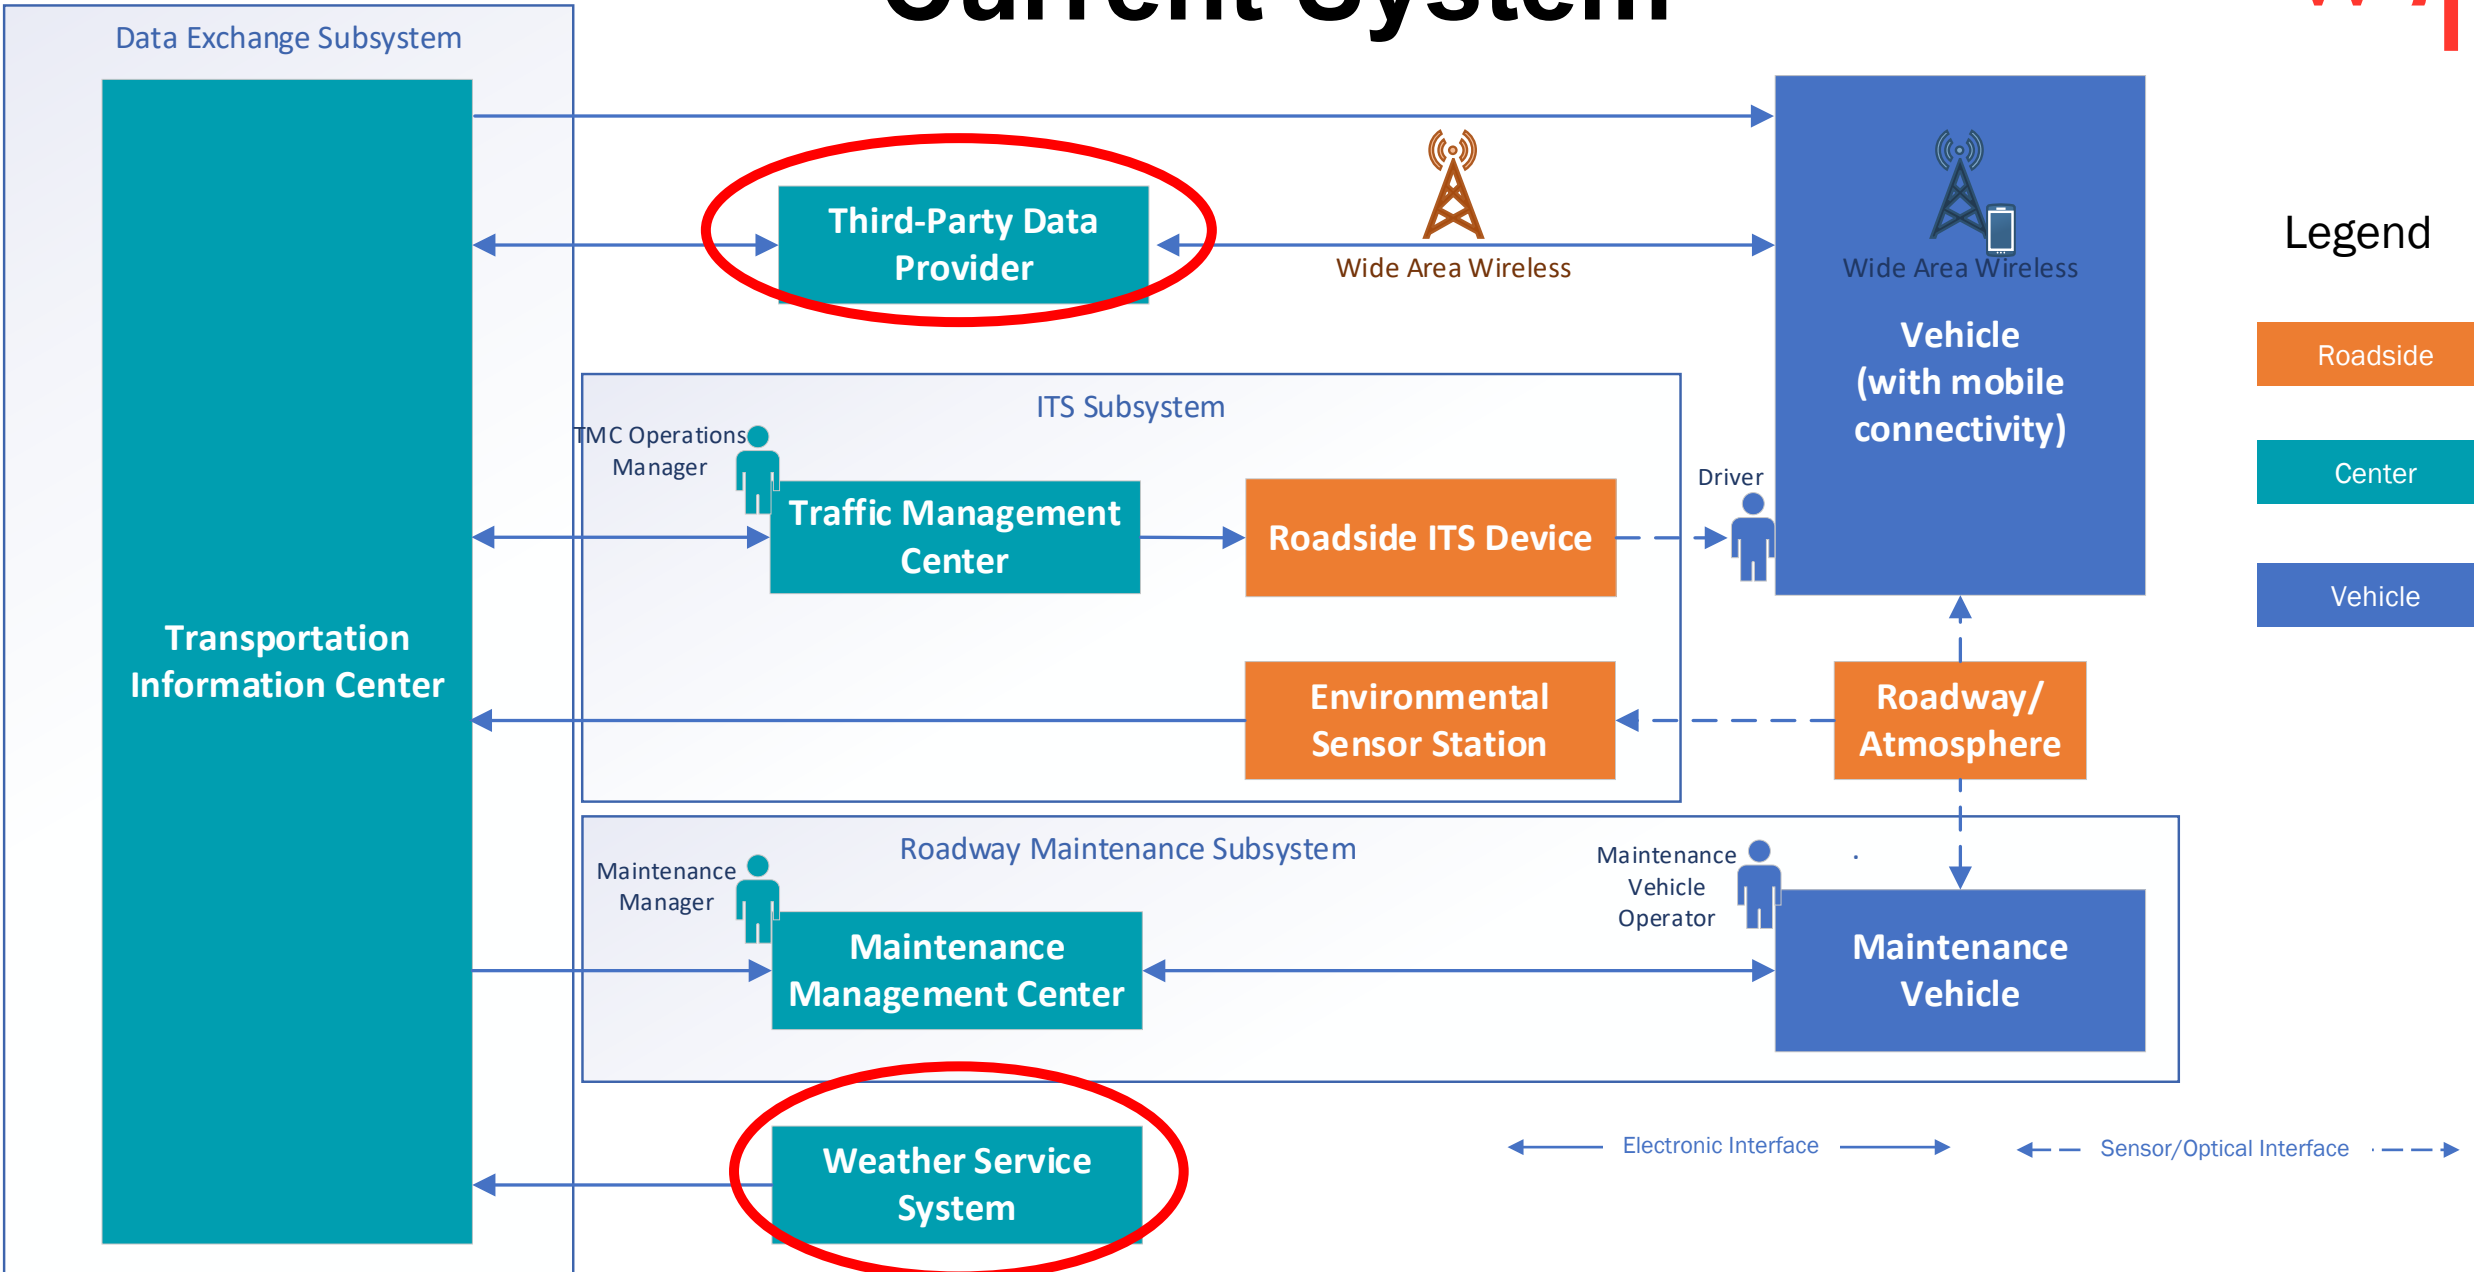 Current System
Data Exchange Subsystem
Third-Party Data
Provider
Wide Area Wireless
Wide Area Wireless
Vehicle
(with mobile
connectivity)
Legend
Roadside
Center
Vehicle
ITS Subsystem
TMC Operations
Manager
Traffic Management
Center
Roadside ITS Device
Driver
Transportation
Information Center
Environmental
Sensor Station
Roadway/
Atmosphere
Roadway Maintenance Subsystem
Maintenance
Manager
Maintenance
Management Center
Maintenance
Vehicle
Operator
Maintenance
Vehicle
Weather Service
System
Electronic Interface
Sensor/Optical Interface